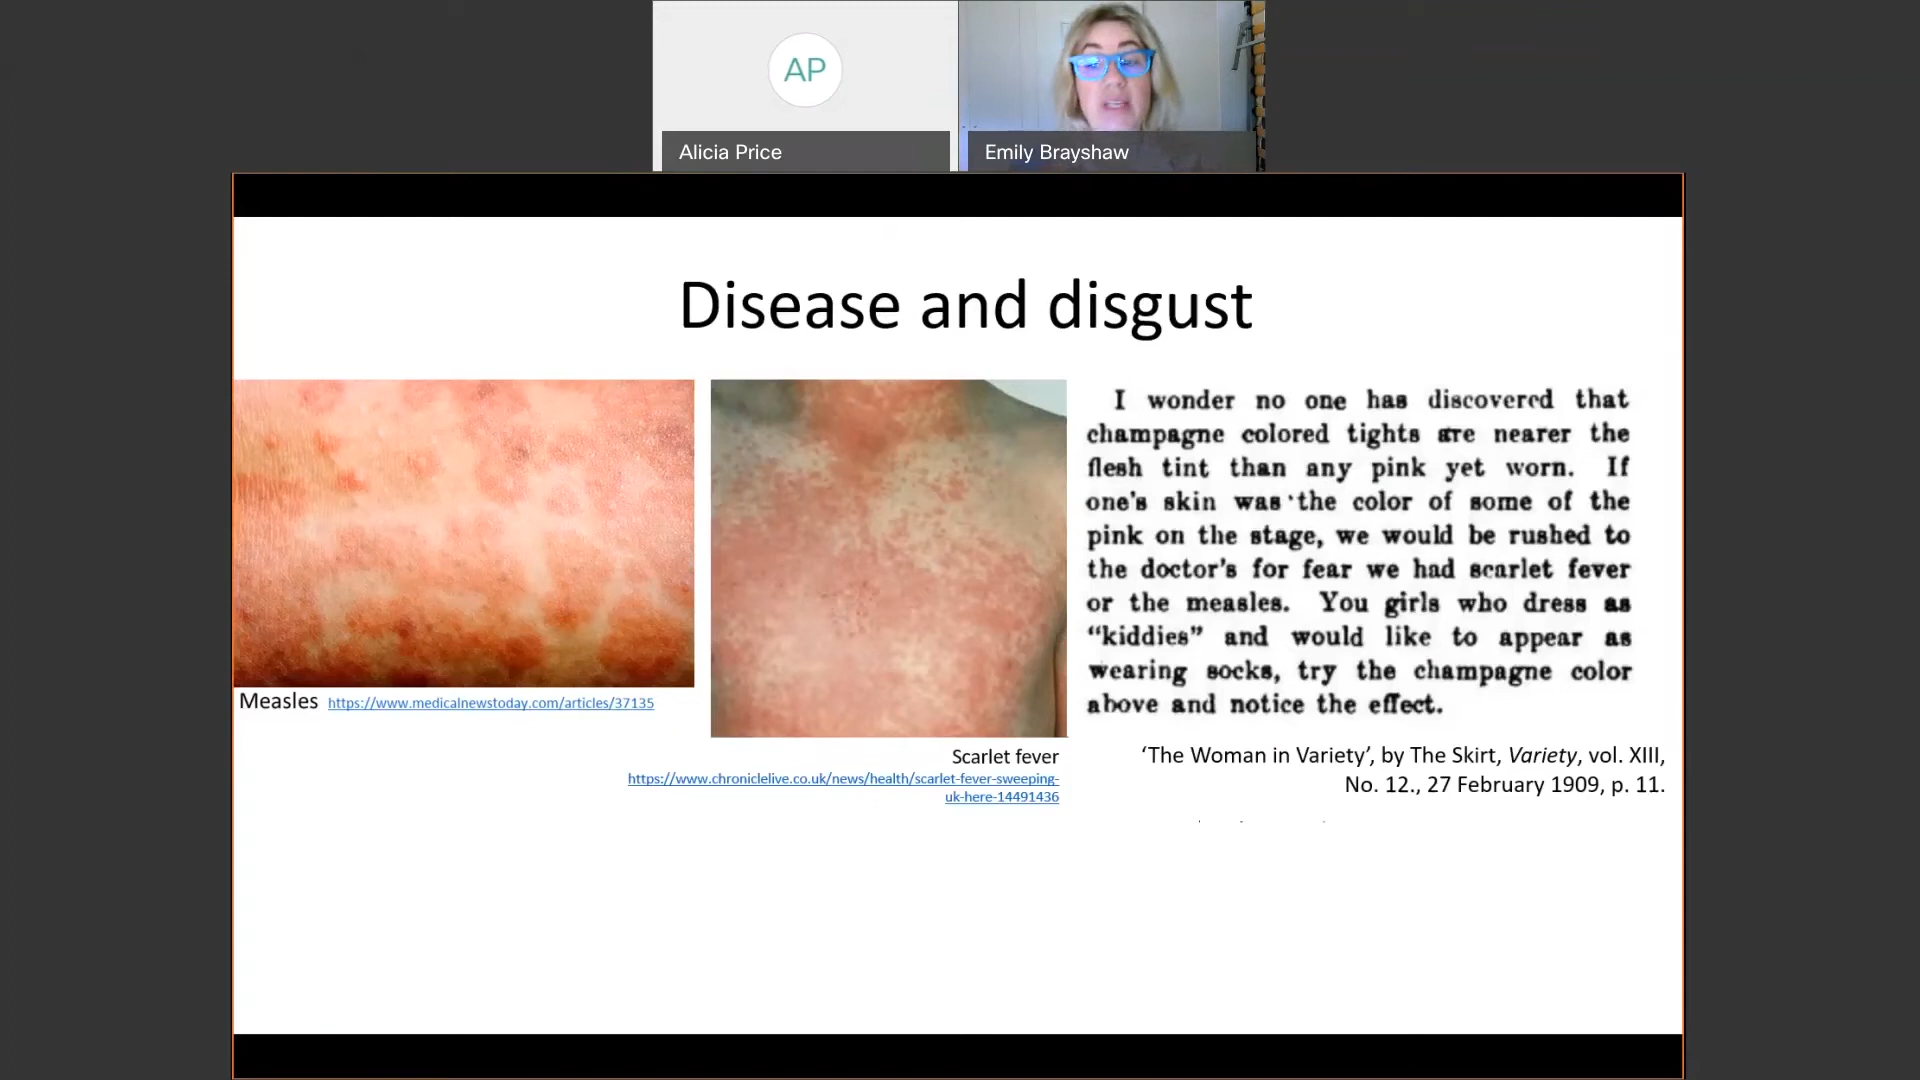 AP
Alicia Price
Emily Brayshaw
Disease and disgust
Measles https://www.medicalnewstoday.com/articles/37135
Scarlet fever
https://www.chroniclelive.co.uk/news/health/scarlet-fever-sweeping-
uk-here-14491436
I wonder no one has discovered that
champagne colored tights are nearer the
flesh tint than any pink yet worn. If
one's skin was the color of some of the
pink on the stage, we would be rushed to
the doctor's for fear we had scarlet fever
or the measles. You girls who dress as
“kiddies” and would like to appear as
wearing socks, try the champagne color
above and notice the effect.
‘The Woman in Variety’, by The Skirt, Variety, vol. XIII,
No. 12., 27 February 1909, p. 11.